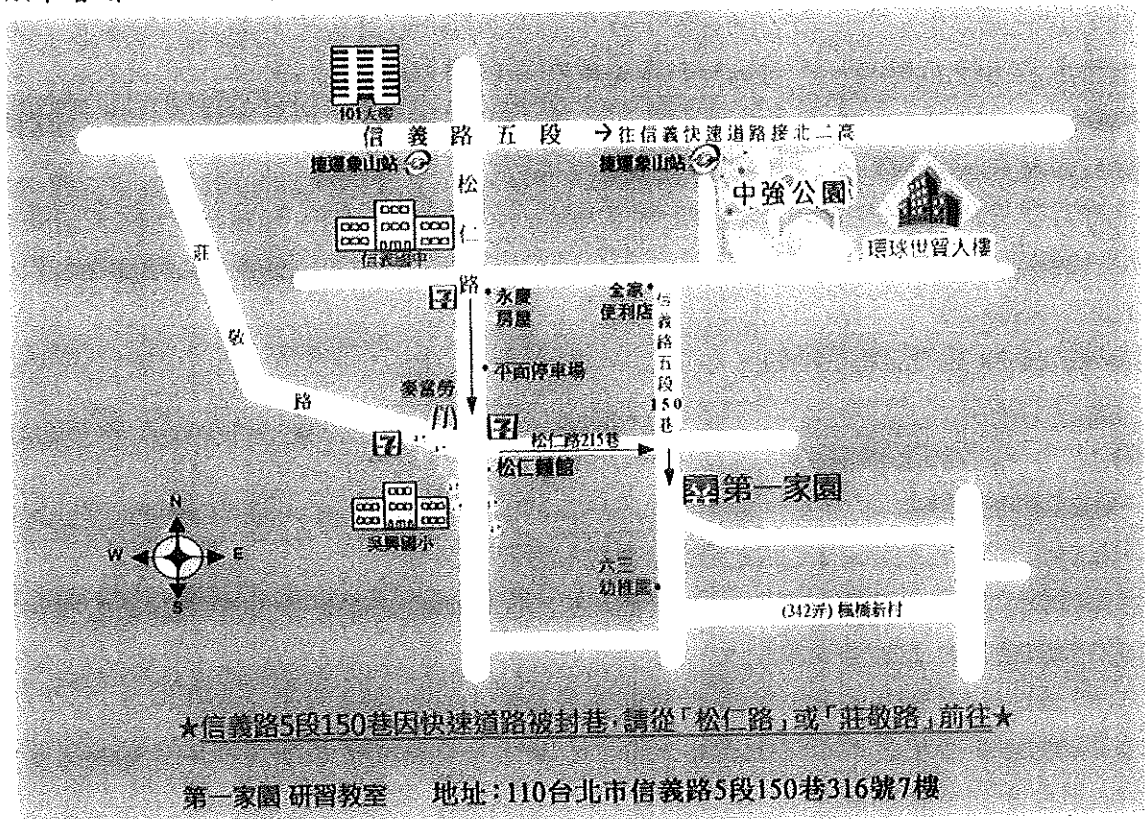 101大樓
信義路五段 →往信義快速道路接北二高
捷運象山站
捷運象山站
中強公園
環球世貿大樓
松仁路
信義國中
莊敬路
7
永慶
房屋
全家
便利店
信義路五段150巷
平面停車場
麥當勞
7
7
松仁路215巷
松仁麵館
第一家園
吳興國小
N
W
E
S
六三
幼稚園
(342弄) 楓橋新村
★信義路5段150巷因快速道路被封巷,請從「松仁路」或「莊敬路」前往★
第一家園 研習教室 地址:110台北市信義路5段150巷316號7樓